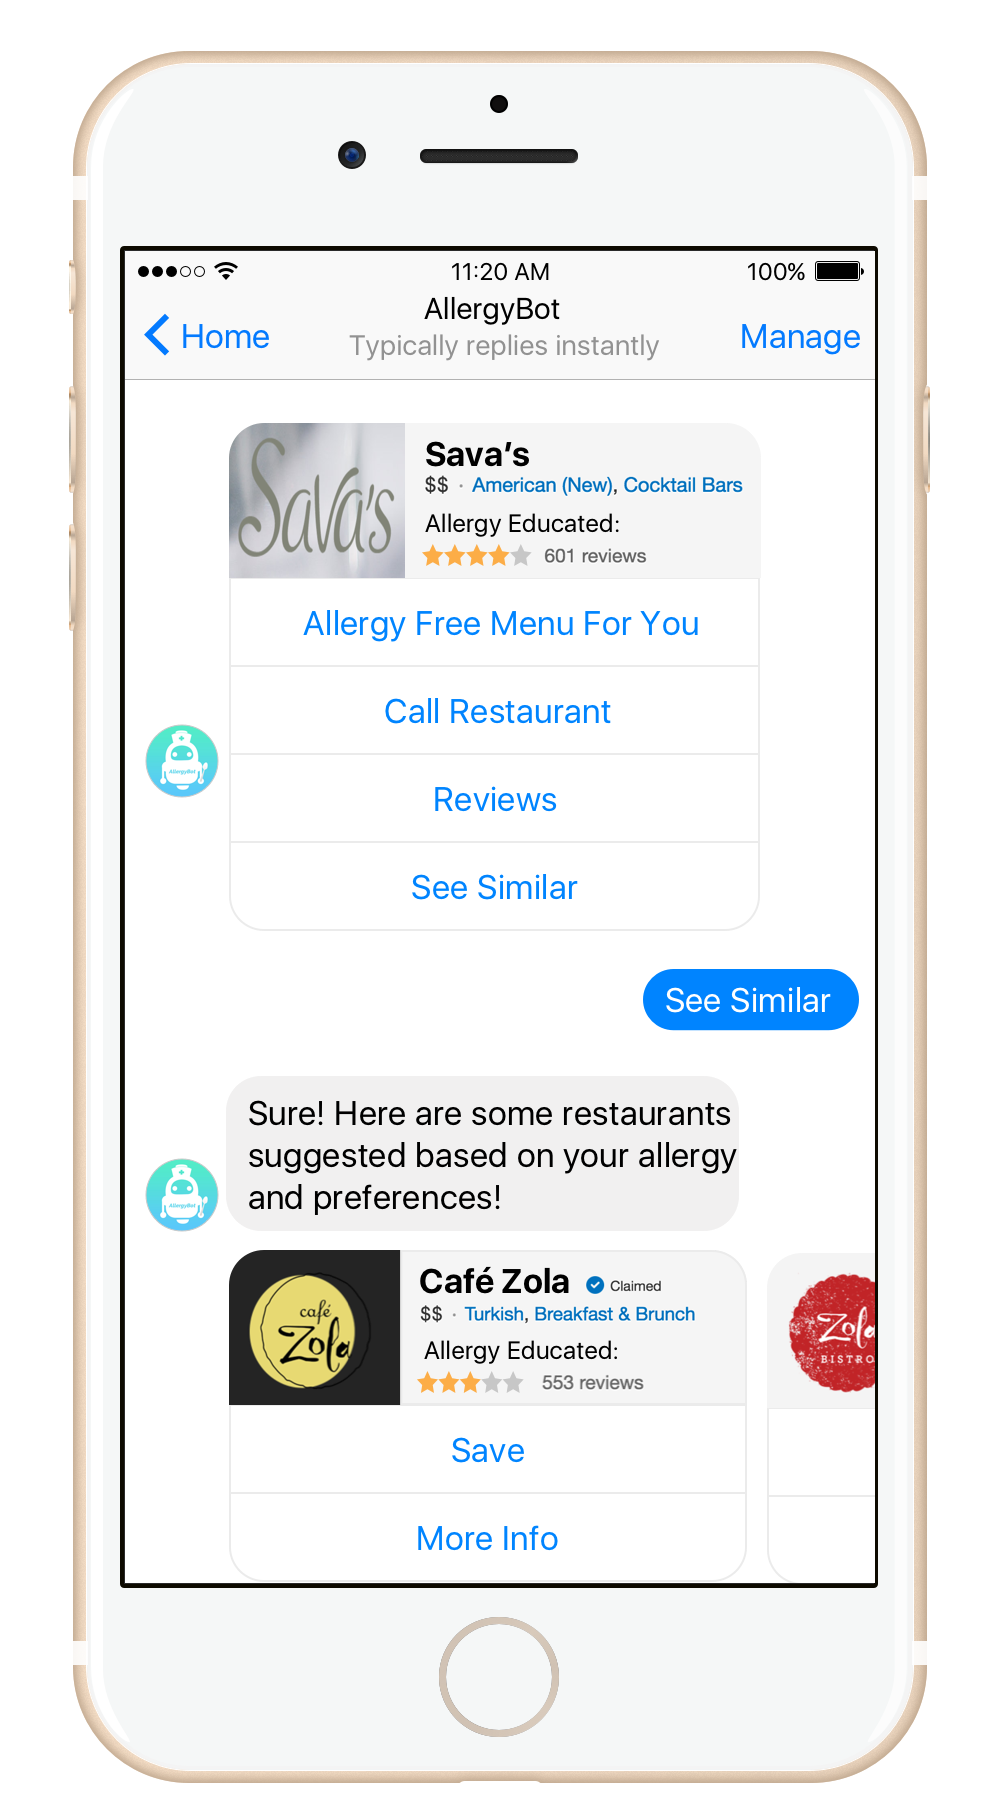 11:20 AM
100%
AllergyBot
Home
Typically replies instantly
Manage
Sava's
Sava’s
$$ · American (New), Cocktail Bars
Allergy Educated:
601 reviews
Allergy Free Menu For You
Call Restaurant
AllergyBot
Reviews
See Similar
See Similar
Sure! Here are some restaurants
suggested based on your allergy
and preferences!
AllergyBot
café
Zola
Café Zola
Claimed
$$ · Turkish, Breakfast & Brunch
Allergy Educated:
553 reviews
Zola
BISTRO
Save
More Info